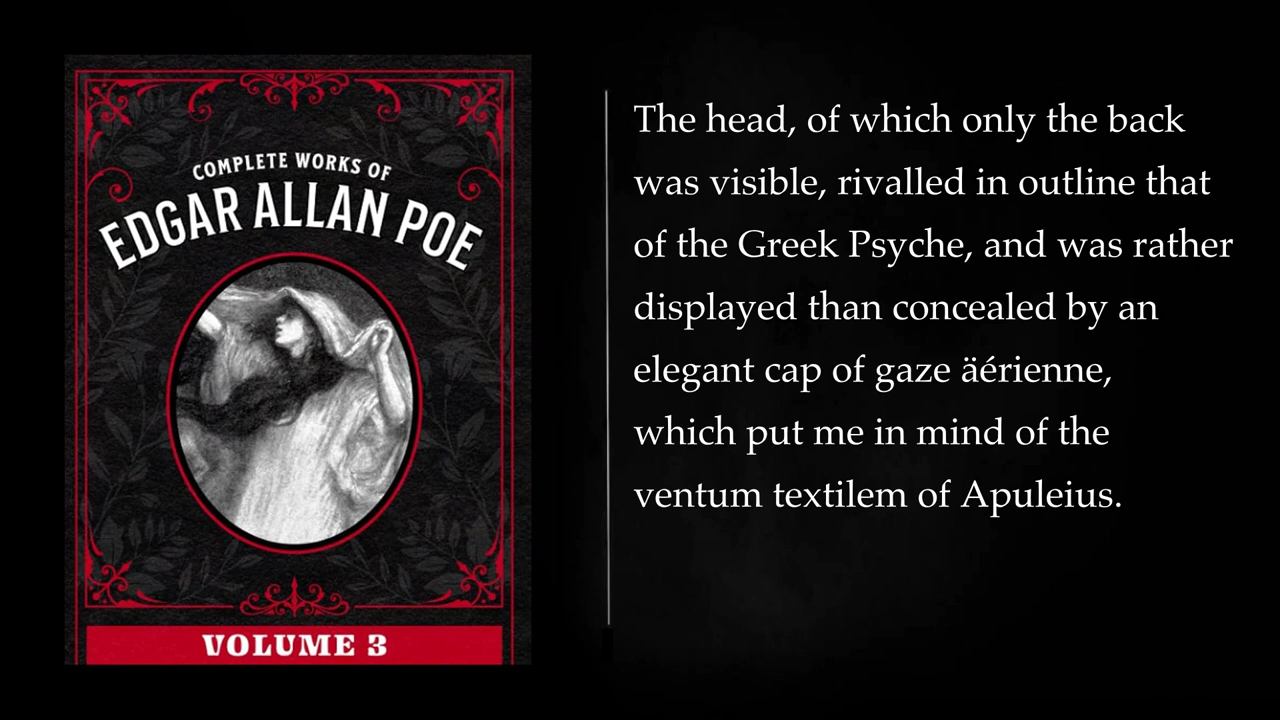 COMPLETE WORKS OF
EDGAR ALLAN POE
VOLUME 3
The head, of which only the back
was visible, rivalled in outline that
of the Greek Psyche, and was rather
displayed than concealed by an
elegant cap of gaze äérienne,
which put me in mind of the
ventum textilem of Apuleius.